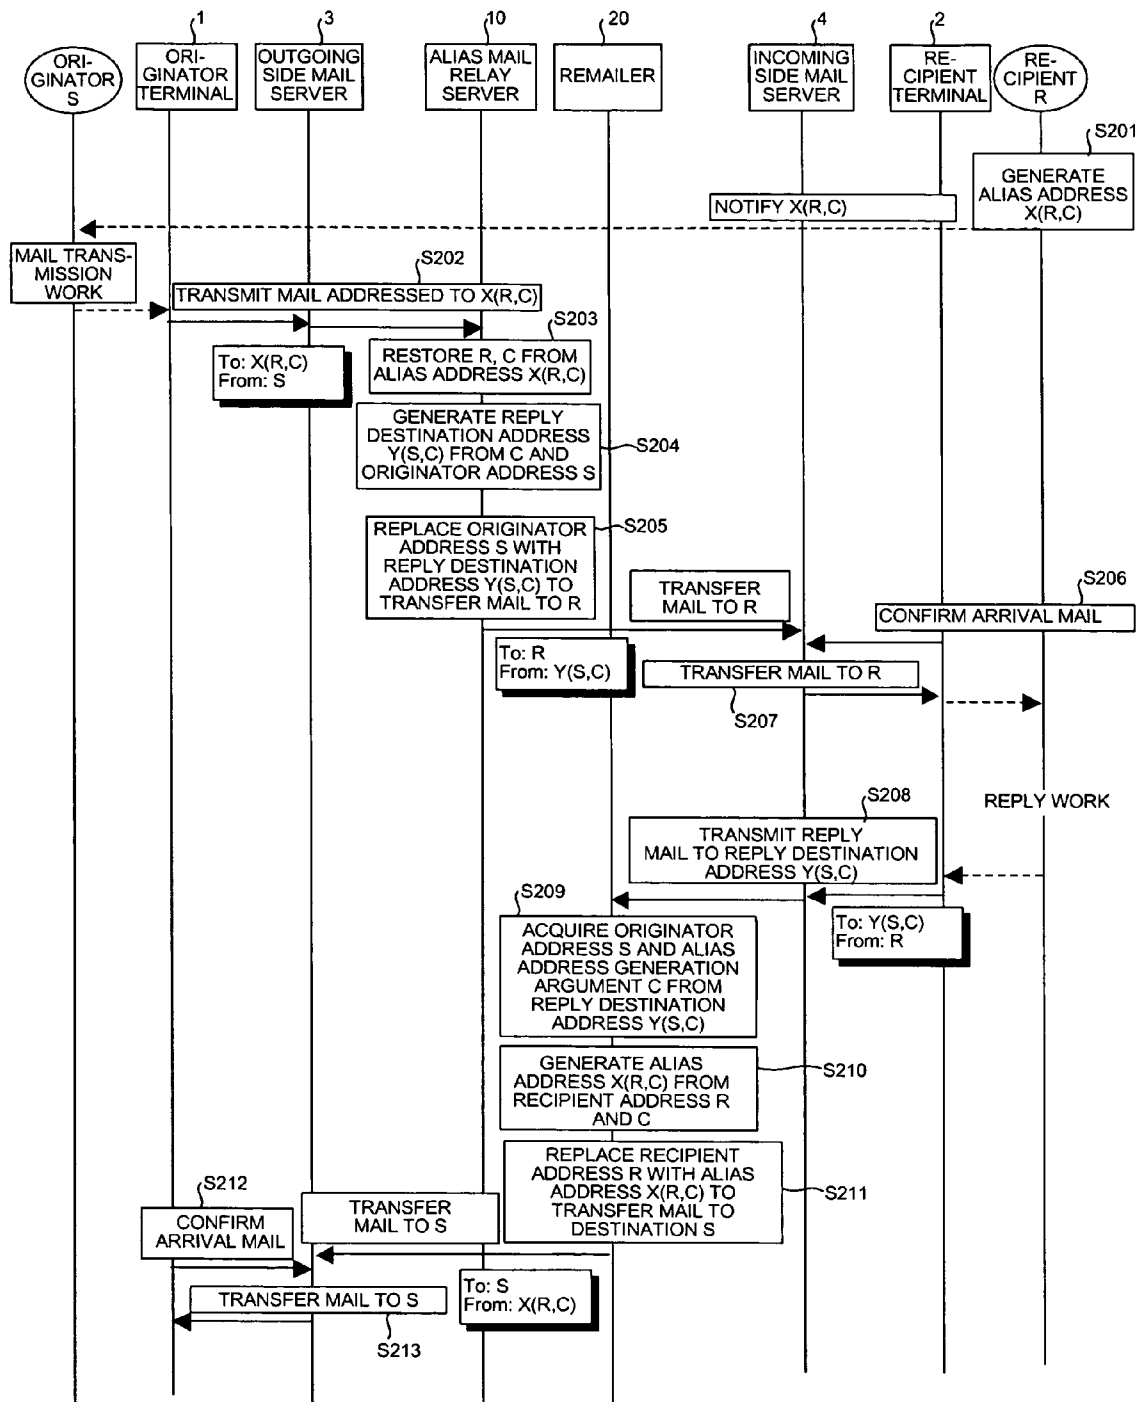 1
3
10
20
4
2
ORI-
GINATOR
S
ORI-
GINATOR
TERMINAL
OUTGOING
SIDE MAIL
SERVER
ALIAS MAIL
RELAY
SERVER
REMAILER
INCOMING
SIDE MAIL
SERVER
RE-
CIPIENT
TERMINAL
RE-
CIPIENT
R
S201
GENERATE
ALIAS ADDRESS
X(R,C)
NOTIFY X(R,C)
MAIL TRANS-
MISSION
WORK
S202
TRANSMIT MAIL ADDRESSED TO X(R,C)
To: X(R,C)
From: S
S203
RESTORE R, C FROM
ALIAS ADDRESS X(R,C)
GENERATE REPLY
DESTINATION ADDRESS
Y(S,C) FROM C AND
ORIGINATOR ADDRESS S
S204
REPLACE ORIGINATOR
ADDRESS S WITH
REPLY DESTINATION
ADDRESS Y(S,C) TO
TRANSFER MAIL TO R
S205
TRANSFER
MAIL TO R
S206
CONFIRM ARRIVAL MAIL
To: R
From: Y(S,C)
TRANSFER MAIL TO R
S207
REPLY WORK
S208
TRANSMIT REPLY
MAIL TO REPLY DESTINATION
ADDRESS Y(S,C)
To: Y(S,C)
From: R
S209
ACQUIRE ORIGINATOR
ADDRESS S AND ALIAS
ADDRESS GENERATION
ARGUMENT C FROM
REPLY DESTINATION
ADDRESS Y(S,C)
GENERATE ALIAS
ADDRESS X(R,C) FROM
RECIPIENT ADDRESS R
AND C
S210
REPLACE RECIPIENT
ADDRESS R WITH ALIAS
ADDRESS X(R,C) TO
TRANSFER MAIL TO
DESTINATION S
S211
S212
CONFIRM
ARRIVAL MAIL
TRANSFER
MAIL TO S
To: S
From: X(R,C)
TRANSFER MAIL TO S
S213